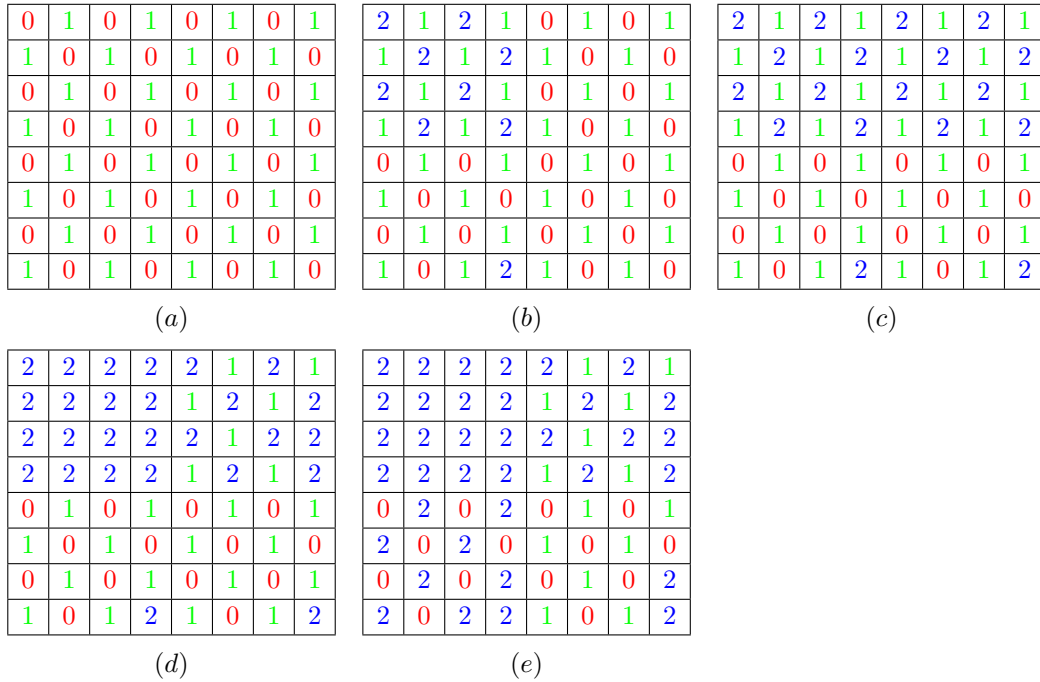 0 1 0 1 0 1 0 1
1 0 1 0 1 0 1 0
0 1 0 1 0 1 0 1
1 0 1 0 1 0 1 0
0 1 0 1 0 1 0 1
1 0 1 0 1 0 1 0
0 1 0 1 0 1 0 1
1 0 1 0 1 0 1 0
(a)
2 1 2 1 0 1 0 1
1 2 1 2 1 0 1 0
2 1 2 1 0 1 0 1
1 2 1 2 1 0 1 0
0 1 0 1 0 1 0 1
1 0 1 0 1 0 1 0
0 1 0 1 0 1 0 1
1 0 1 2 1 0 1 0
(b)
2 1 2 1 2 1 2 1
1 2 1 2 1 2 1 2
2 1 2 1 2 1 2 1
1 2 1 2 1 2 1 2
0 1 0 1 0 1 0 1
1 0 1 0 1 0 1 0
0 1 0 1 0 1 0 1
1 0 1 2 1 0 1 2
(c)
2 2 2 2 2 1 2 1
2 2 2 2 1 2 1 2
2 2 2 2 2 1 2 2
2 2 2 2 1 2 1 2
0 1 0 1 0 1 0 1
1 0 1 0 1 0 1 0
0 1 0 1 0 1 0 1
1 0 1 2 1 0 1 2
(d)
2 2 2 2 2 1 2 1
2 2 2 2 1 2 1 2
2 2 2 2 2 1 2 2
2 2 2 2 1 2 1 2
0 2 0 2 0 1 0 1
2 0 2 0 1 0 1 0
0 2 0 2 0 1 0 2
2 0 2 2 1 0 1 2
(e)